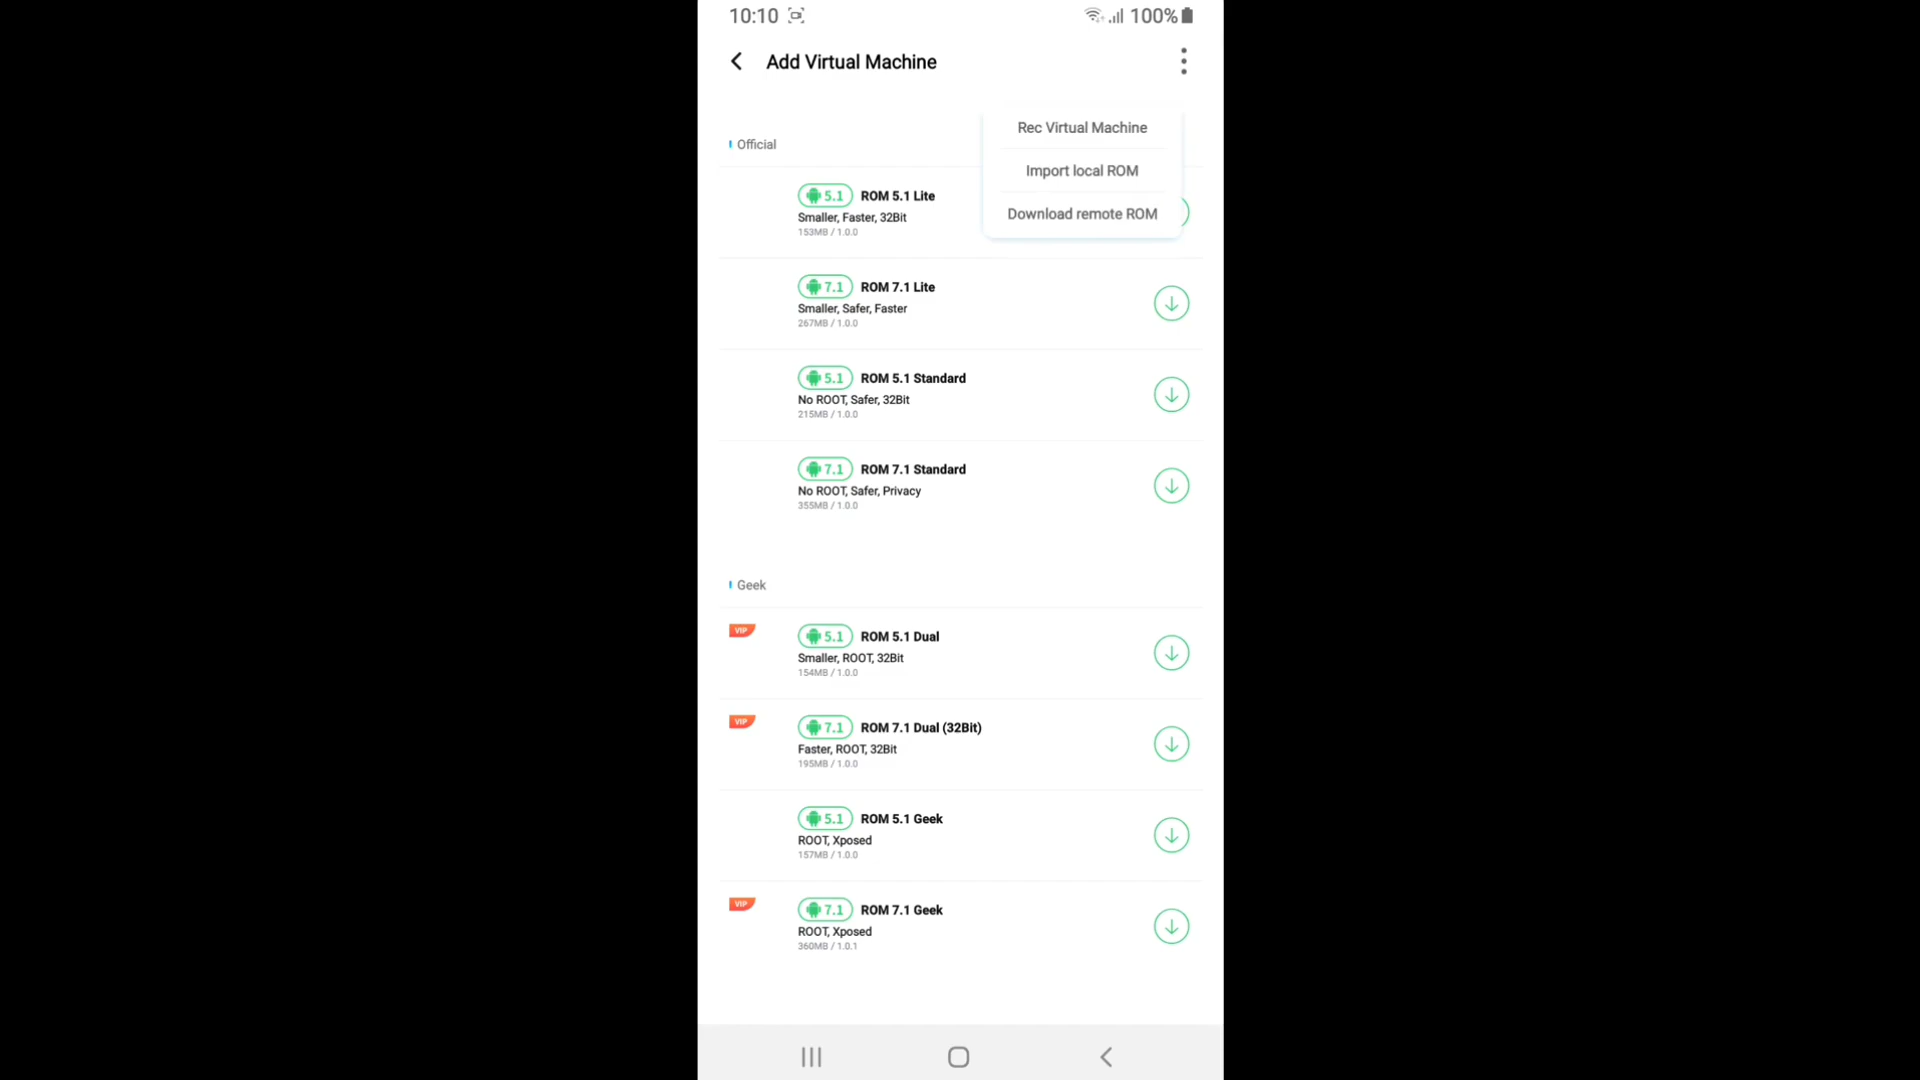 10:10
100%
Add Virtual Machine
Rec Virtual Machine
Import local ROM
Download remote ROM
Official
5.1 ROM 5.1 Lite
Smaller, Faster, 32Bit
153MB / 1.0.0
7.1 ROM 7.1 Lite
Smaller, Safer, Faster
267MB / 1.0.0
5.1 ROM 5.1 Standard
No ROOT, Safer, 32Bit
215MB / 1.0.0
7.1 ROM 7.1 Standard
No ROOT, Safer, Privacy
355MB / 1.0.0
Geek
VIP 5.1 ROM 5.1 Dual
Smaller, ROOT, 32Bit
154MB / 1.0.0
VIP 7.1 ROM 7.1 Dual (32Bit)
Faster, ROOT, 32Bit
195MB / 1.0.0
5.1 ROM 5.1 Geek
ROOT, Xposed
157MB / 1.0.0
VIP 7.1 ROM 7.1 Geek
ROOT, Xposed
360MB / 1.0.1